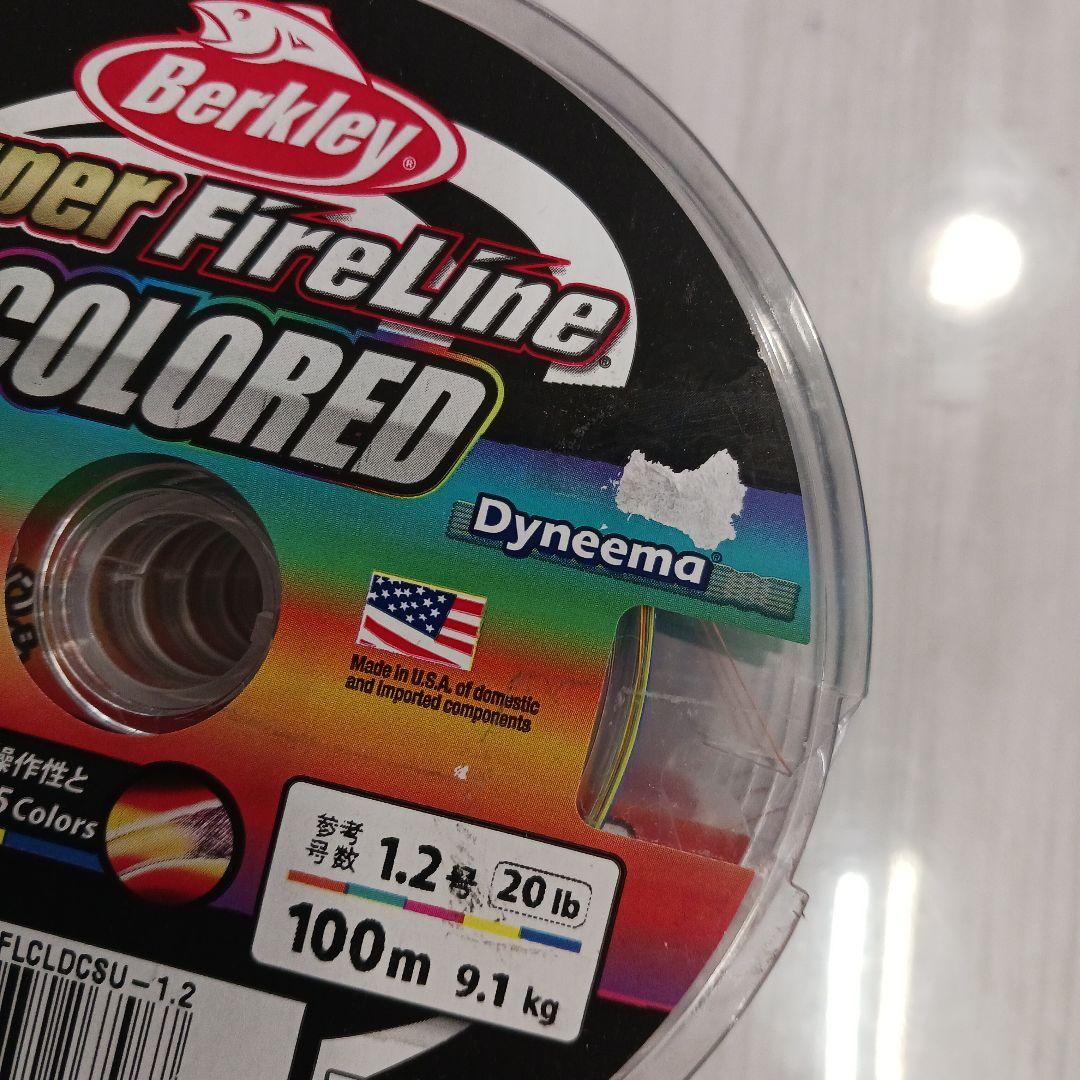 Berkley®
per FireLine®
COLORED
Dyneema®
Made in U.S.A. of domestic
and imported components
操作性と
5 Colors
参考
号数 1.2号 20 lb
100m 9.1 kg
FLCLDCSU-1.2